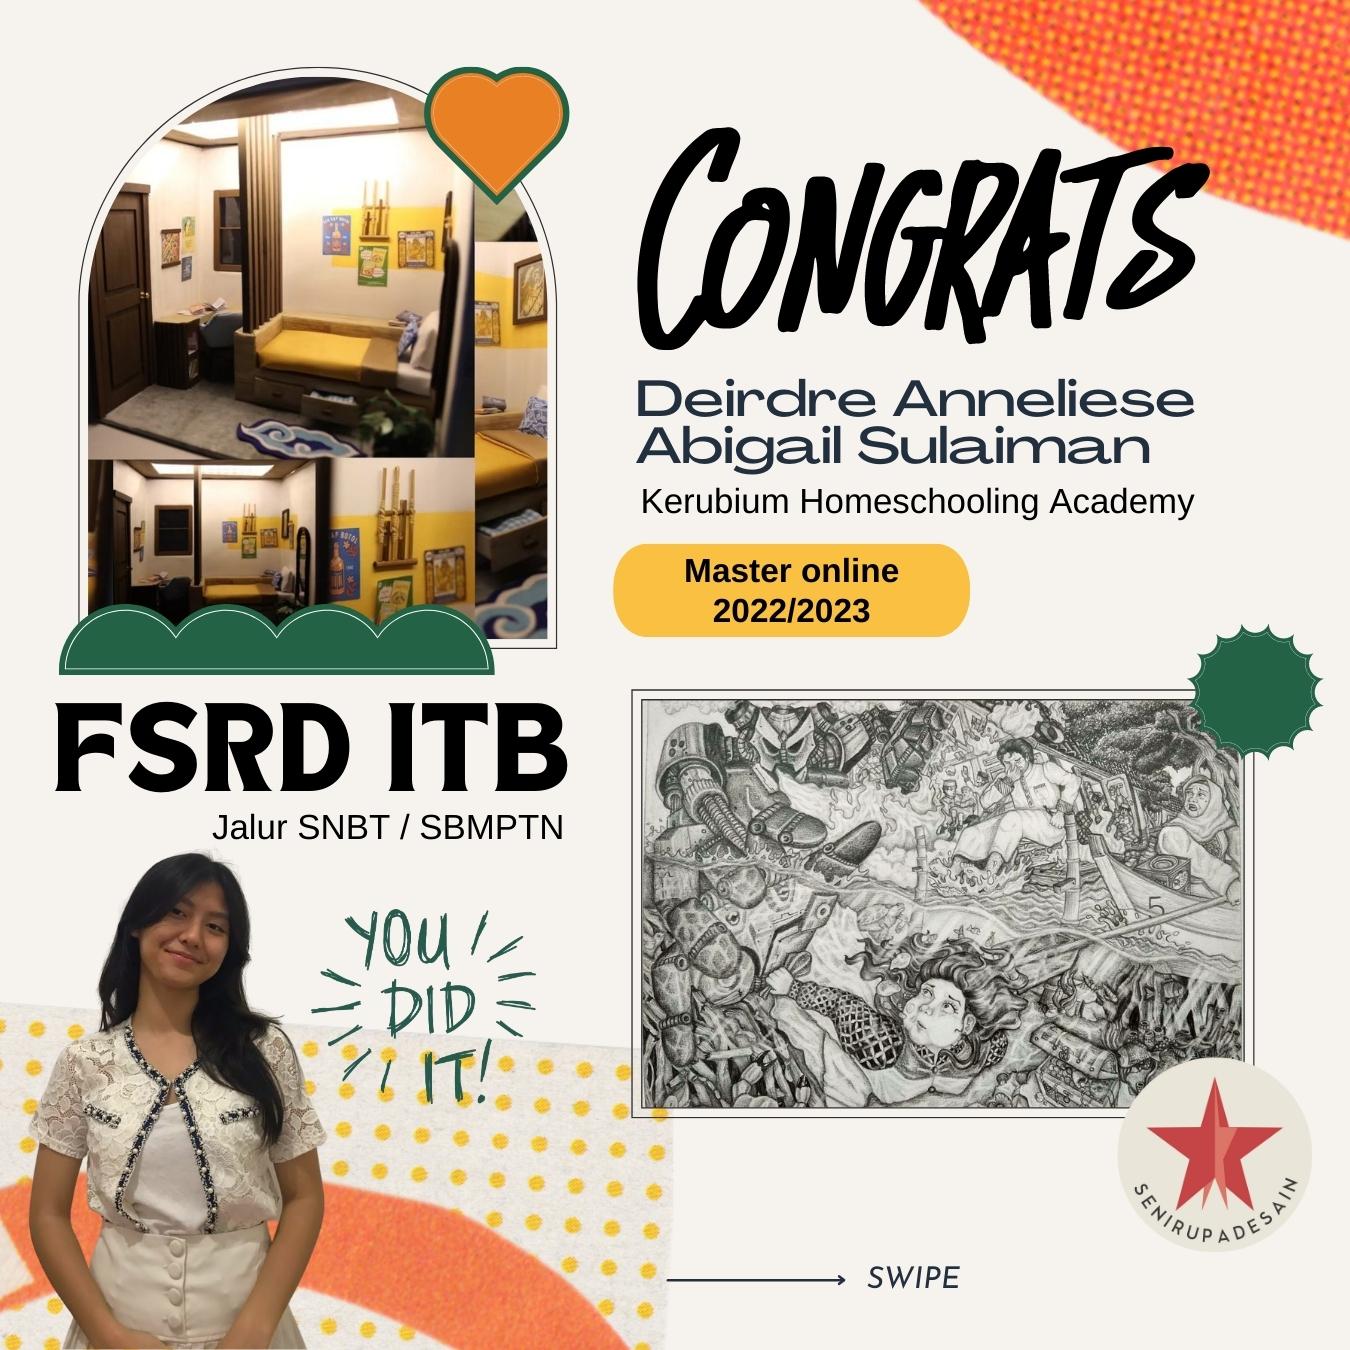 CONGRATS
Deirdre Anneliese
Abigail Sulaiman
Kerubium Homeschooling Academy
Master online
2022/2023
FSRD ITB
Jalur SNBT / SBMPTN
YOU
DID
IT!
5
SENIRUPADESAIN
SWIPE